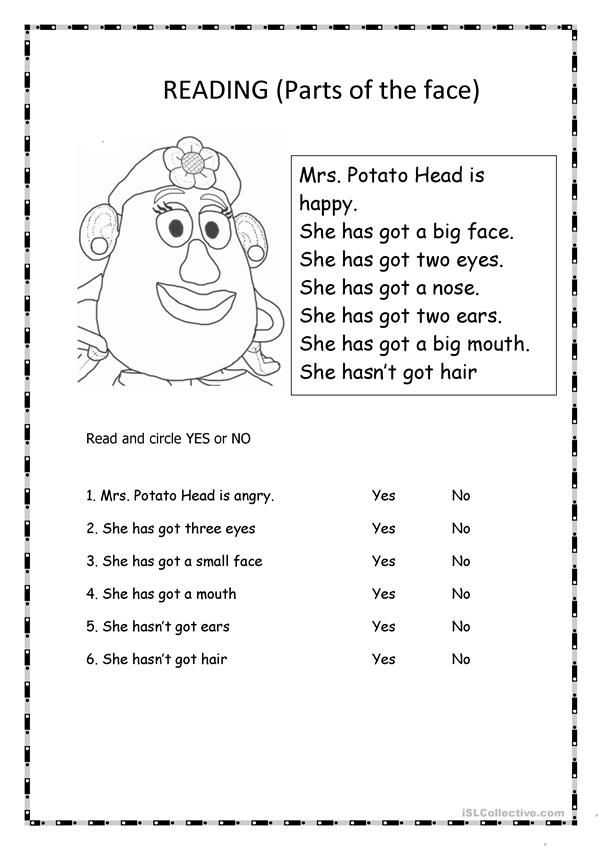 READING (Parts of the face)
Mrs. Potato Head is
happy.
She has got a big face.
She has got two eyes.
She has got a nose.
She has got two ears.
She has got a big mouth.
She hasn't got hair
Read and circle YES or NO
1. Mrs. Potato Head is angry. Yes No
2. She has got three eyes Yes No
3. She has got a small face Yes No
4. She has got a mouth Yes No
5. She hasn't got ears Yes No
6. She hasn't got hair Yes No
iSLCollective.com